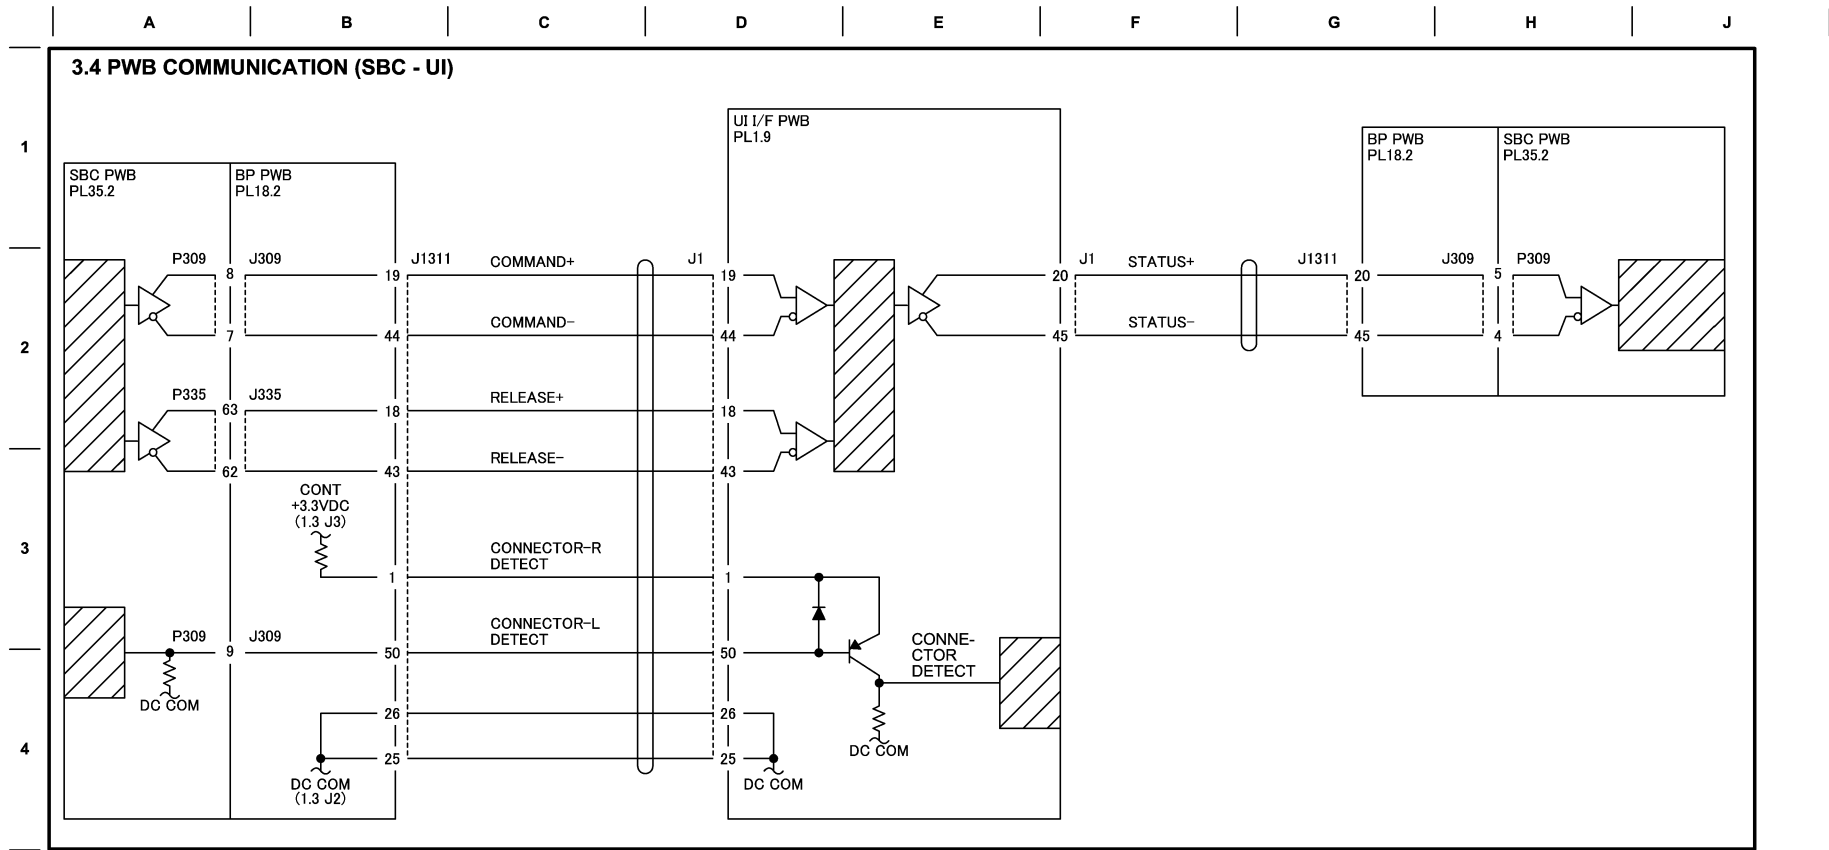 A B C D E F G H J
3.4 PWB COMMUNICATION (SBC - UI)
1
2
3
4
SBC PWB
PL35.2
BP PWB
PL18.2
UI I/F PWB
PL1.9
BP PWB
PL18.2
SBC PWB
PL35.2
P309 8 J309 19 J1311 COMMAND+ J1 19 20 J1 STATUS+ J1311 20 J309 5 P309
7 44 COMMAND- 44 45 STATUS- 45 4
P335 63 J335 18 RELEASE+ 18
62 43 RELEASE- 43
CONT
+3.3VDC
(1.3 J3)
CONNECTOR-R
DETECT
1 1
P309 9 J309 50
CONNECTOR-L
DETECT
50
CONNE-
CTOR
DETECT
DC COM
26 26
25 25
DC COM
(1.3 J2)
DC COM
DC COM